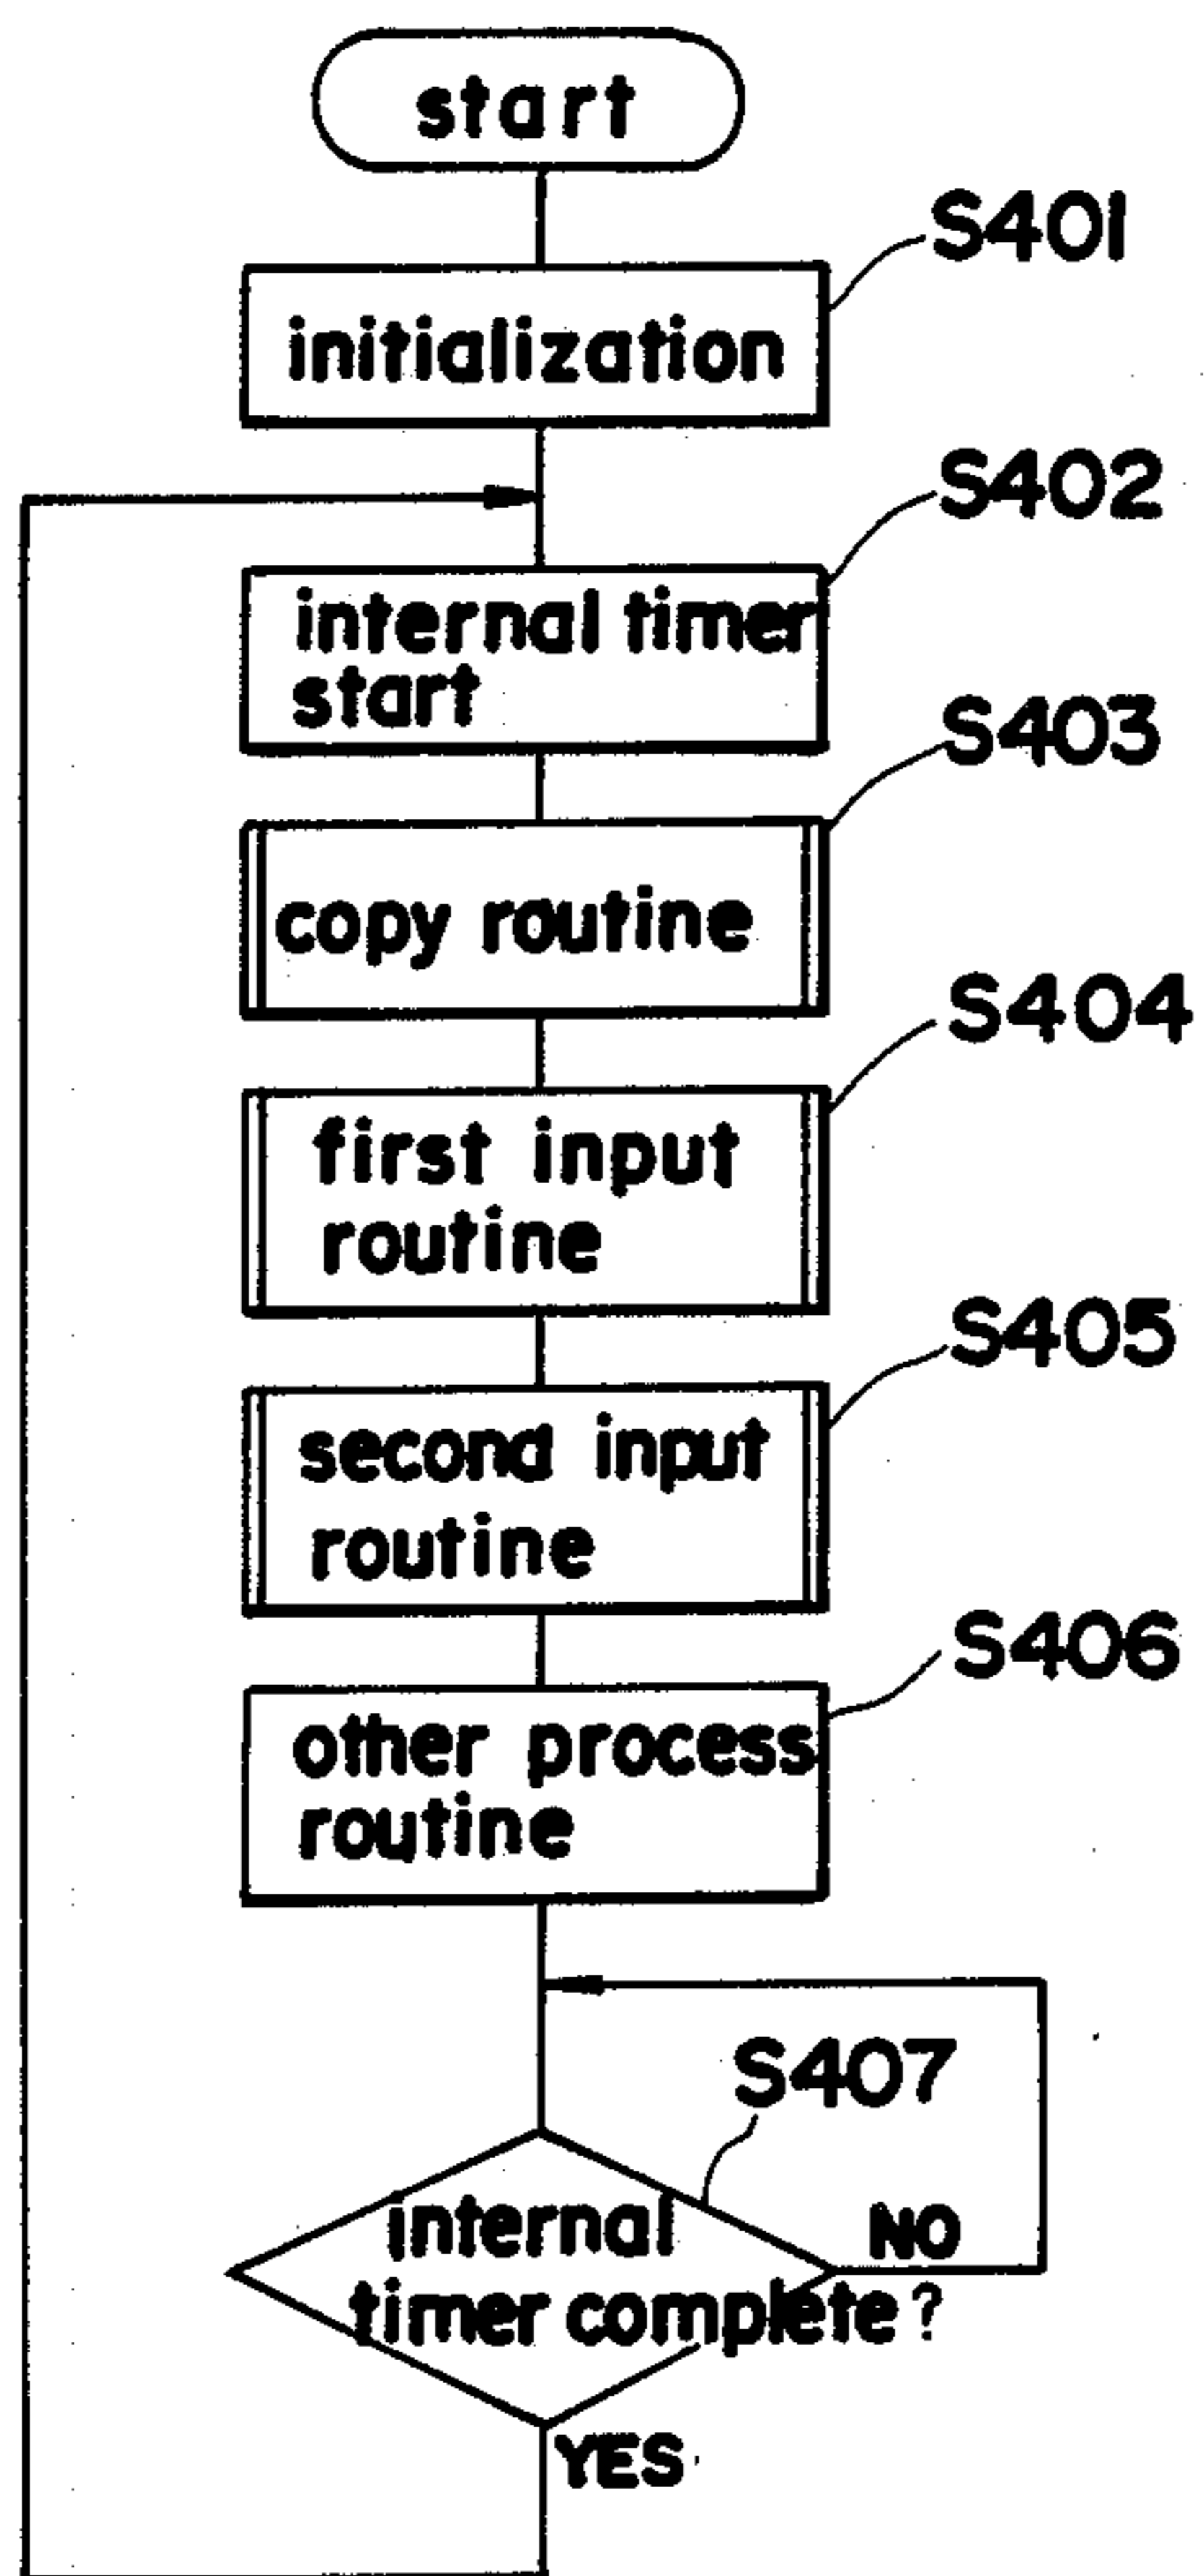 start
S401
initialization
S402
internal timer
start
S403
copy routine
S404
first input
routine
S405
second input
routine
S406
other process
routine
S407
internal
NO
timer complete?
YES